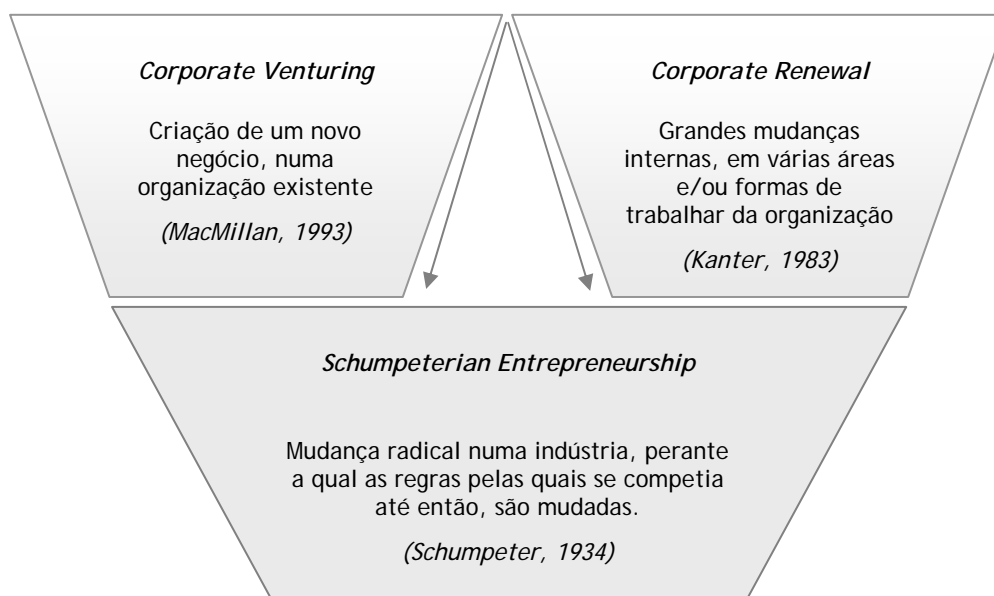 Corporate Venturing
Criação de um novo
negócio, numa
organização existente
(MacMillan, 1993)
Corporate Renewal
Grandes mudanças
internas, em várias áreas
e/ou formas de
trabalhar da organização
(Kanter, 1983)
Schumpeterian Entrepreneurship
Mudança radical numa indústria, perante
a qual as regras pelas quais se competia
até então, são mudadas.
(Schumpeter, 1934)